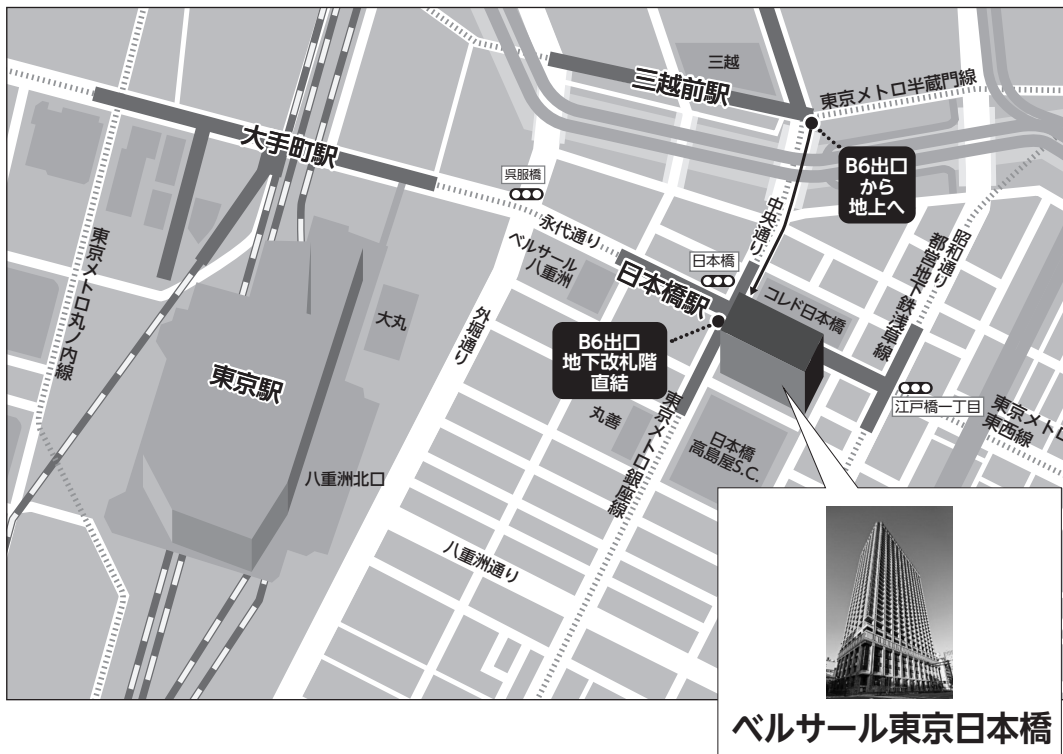 三越
三越前駅
東京メトロ半蔵門線
大手町駅
B6出口
から
地上へ
呉服橋
中央通り
永代通り
昭和通り
都営地下鉄浅草線
ベルサール
八重洲
日本橋
日本橋駅
コレド日本橋
東京メトロ丸ノ内線
大丸
外堀通り
B6出口
地下改札階
直結
東京駅
江戸橋一丁目
東京メトロ
東西線
丸善
東京メトロ銀座線
日本橋
高島屋S.C.
八重洲北口
八重洲通り
ベルサール東京日本橋